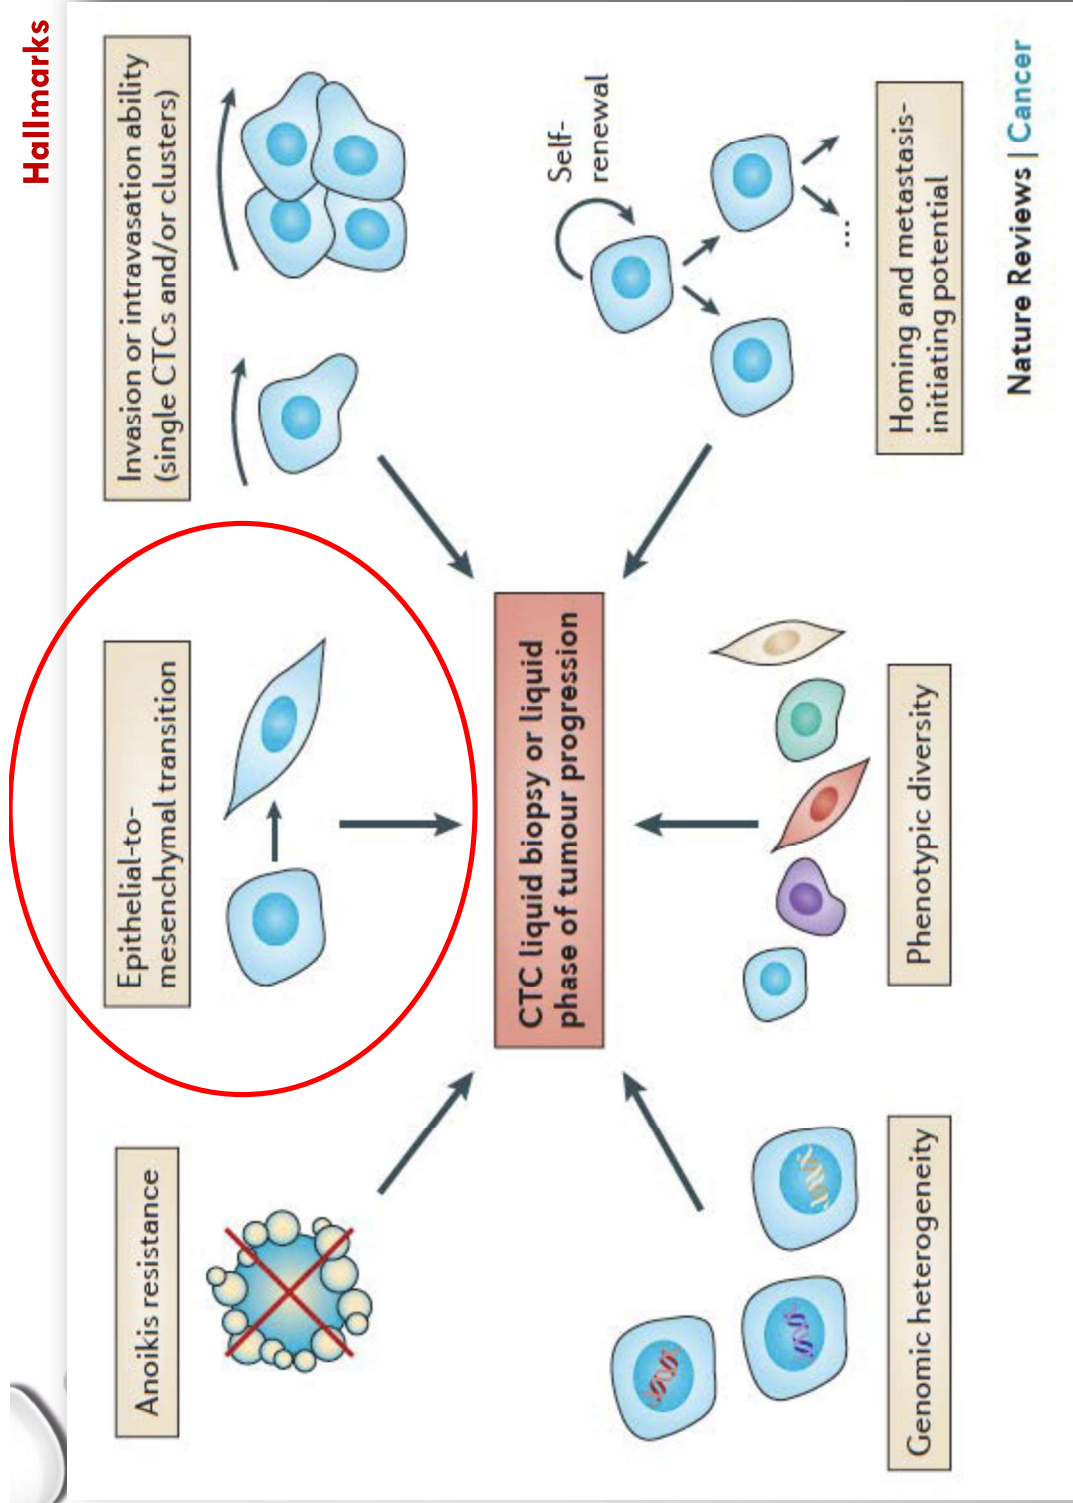 Hallmarks
Anoikis resistance
Epithelial-to-
mesenchymal transition
Invasion or intravasation ability
(single CTCs and/or clusters)
CTC liquid biopsy or liquid
phase of tumour progression
Self-
renewal
...
Genomic heterogeneity
Phenotypic diversity
Homing and metastasis-
initiating potential
Nature Reviews | Cancer